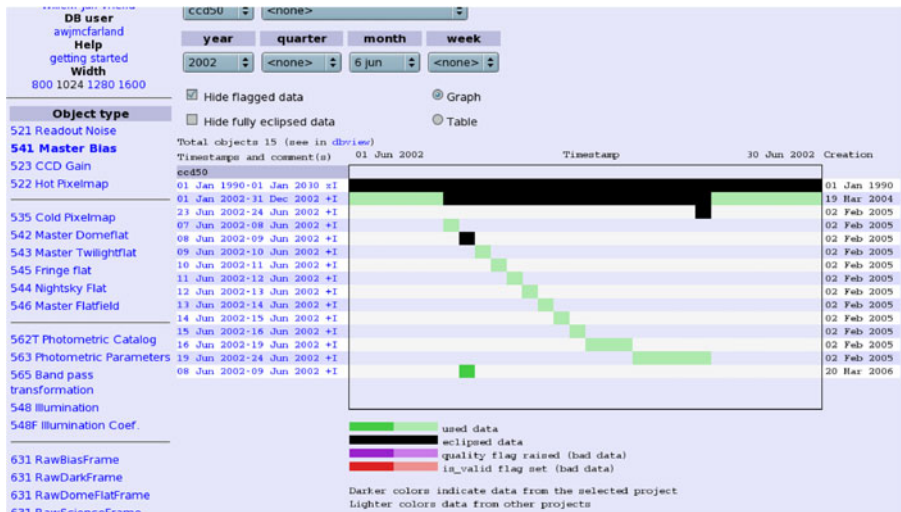 DB user
awjmcfarland
Help
getting started
Width
800 1024 1280 1600
Object type
521 Readout Noise
541 Master Bias
523 CCD Gain
522 Hot Pixelmap
535 Cold Pixelmap
542 Master Domeflat
543 Master Twilightflat
545 Fringe flat
544 Nightsky Flat
546 Master Flatfield
562T Photometric Catalog
563 Photometric Parameters
565 Band pass
transformation
548 Illumination
548F Illumination Coef.
631 RawBiasFrame
631 RawDarkFrame
631 RawDomeFlatFrame
631 RawScienceFrame
ccd50 <none>
year quarter month week
2002 <none> 6 jun <none>
Hide flagged data Graph
Hide fully eclipsed data Table
Total objects 15 (see in dbview)
Timestamps and comment(s) 01 Jun 2002 Timestamp 30 Jun 2002 Creation
ccd50
01 Jan 1990-01 Jan 2030 xI 01 Jan 1990
01 Jan 2002-31 Dec 2002 +I 19 Mar 2004
23 Jun 2002-24 Jun 2002 +I 02 Feb 2005
07 Jun 2002-08 Jun 2002 +I 02 Feb 2005
08 Jun 2002-09 Jun 2002 +I 02 Feb 2005
09 Jun 2002-10 Jun 2002 +I 02 Feb 2005
10 Jun 2002-11 Jun 2002 +I 02 Feb 2005
11 Jun 2002-12 Jun 2002 +I 02 Feb 2005
12 Jun 2002-13 Jun 2002 +I 02 Feb 2005
13 Jun 2002-14 Jun 2002 +I 02 Feb 2005
14 Jun 2002-15 Jun 2002 +I 02 Feb 2005
15 Jun 2002-16 Jun 2002 +I 02 Feb 2005
16 Jun 2002-19 Jun 2002 +I 02 Feb 2005
19 Jun 2002-24 Jun 2002 +I 02 Feb 2005
08 Jun 2002-09 Jun 2002 +I 20 Mar 2006
used data
eclipsed data
quality flag raised (bad data)
is_valid flag set (bad data)
Darker colors indicate data from the selected project
Lighter colors data from other projects